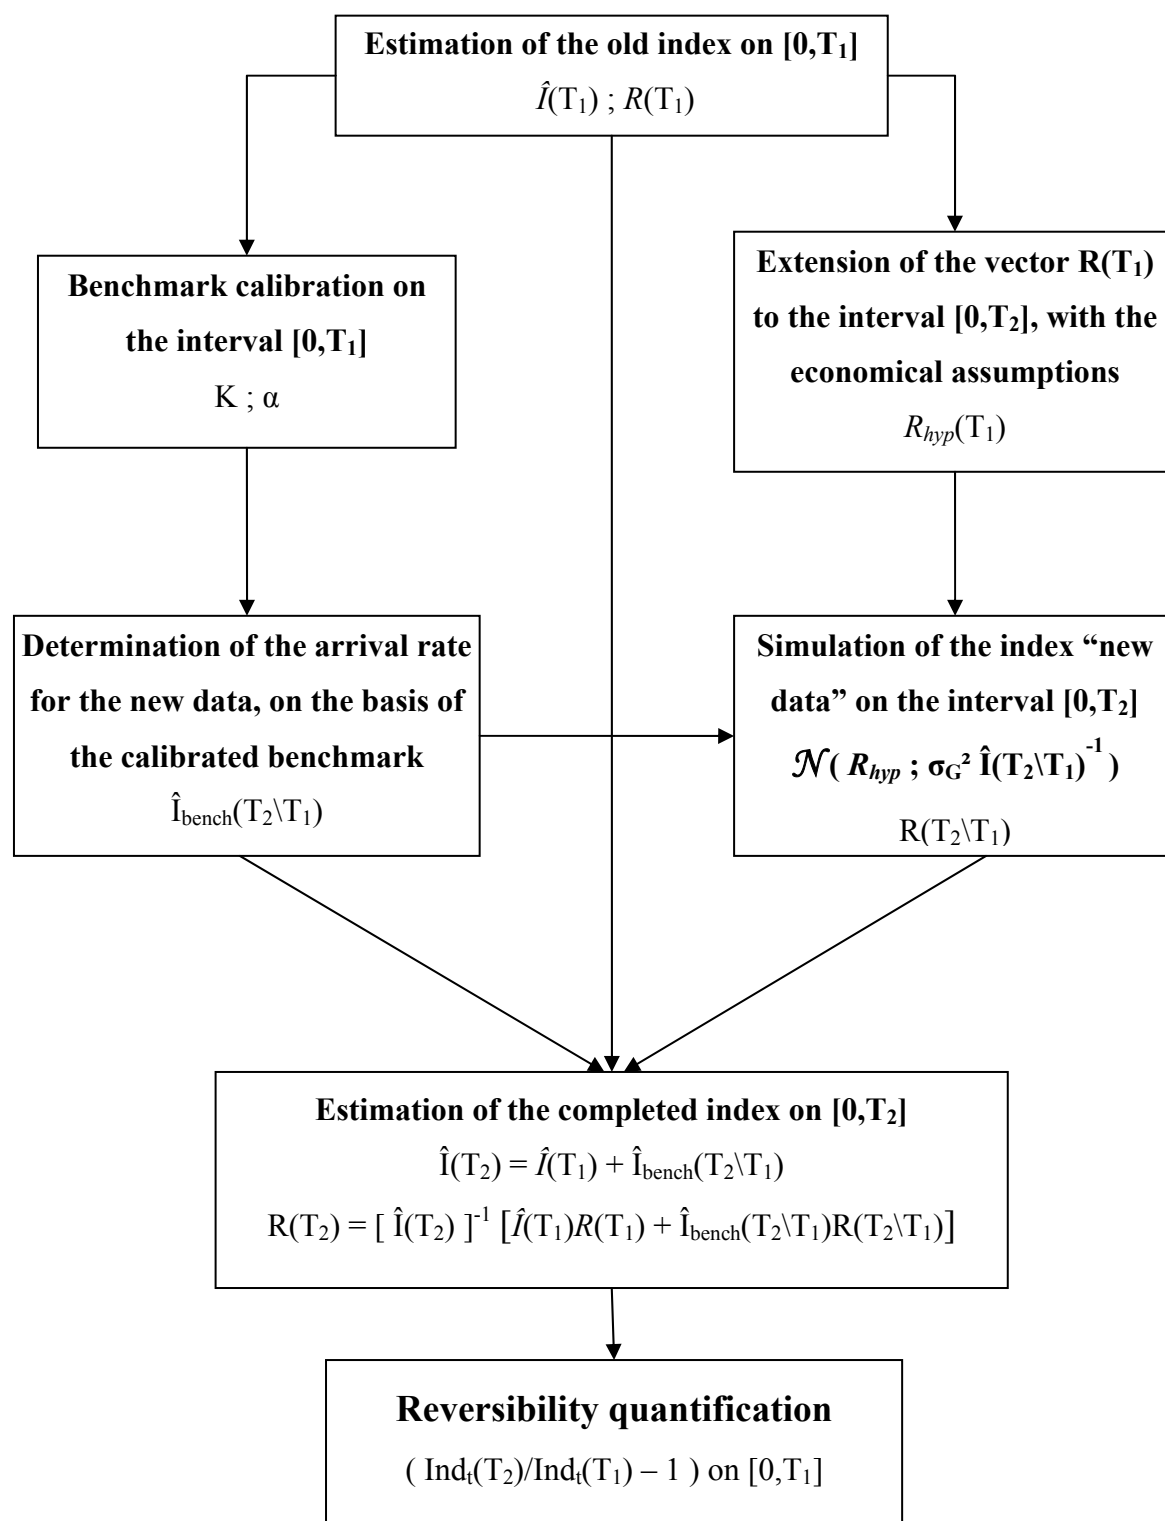 Estimation of the old index on [0,T₁]
Î(T₁) ; R(T₁)
Benchmark calibration on
the interval [0,T₁]
K ; α
Extension of the vector R(T₁)
to the interval [0,T₂], with the
economical assumptions
R_hyp(T₁)
Determination of the arrival rate
for the new data, on the basis of
the calibrated benchmark
Î_bench(T₂\T₁)
Simulation of the index “new
data” on the interval [0,T₂]
𝒩( R_hyp ; σ_G² Î(T₂\T₁)⁻¹ )
R(T₂\T₁)
Estimation of the completed index on [0,T₂]
Î(T₂) = Î(T₁) + Î_bench(T₂\T₁)
R(T₂) = [ Î(T₂) ]⁻¹ [Î(T₁)R(T₁) + Î_bench(T₂\T₁)R(T₂\T₁)]
Reversibility quantification
( Ind_t(T₂)/Ind_t(T₁) – 1 ) on [0,T₁]